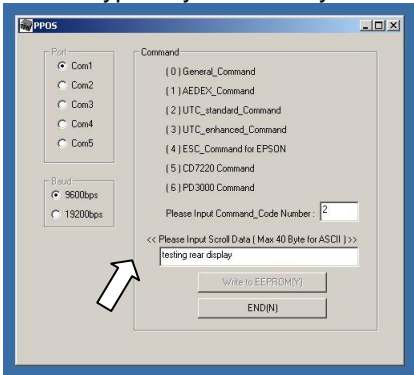 PPOS
Port
Com1
Com2
Com3
Com4
Com5
Baud
9600bps
19200bps
Command
( 0 ) General_Command
( 1 ) AEDEX_Command
( 2 ) UTC_standard_Command
( 3 ) UTC_enhanced_Command
( 4 ) ESC_Command for EPSON
( 5 ) CD7220 Command
( 6 ) PD3000 Command
Please Input Command_Code Number : 2
<< Please Input Scroll Data ( Max 40 Byte for ASCII ) >>
testing rear display
Write to EEPROM(Y)
END(N)